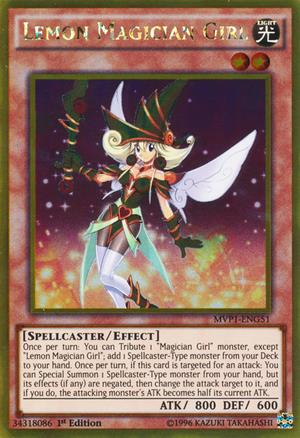 LEMON MAGICIAN GIRL
LIGHT
光
MVP1-ENG51
[SPELLCASTER/EFFECT]
Once per turn: You can Tribute 1 "Magician Girl" monster, except
"Lemon Magician Girl"; add 1 Spellcaster-Type monster from your Deck
to your hand. Once per turn, if this card is targeted for an attack: You
can Special Summon 1 Spellcaster-Type monster from your hand, but
its effects (if any) are negated, then change the attack target to it, and
if you do, the attacking monster's ATK becomes half its current ATK.
ATK/ 800 DEF/ 600
34318086 1st Edition ©1996 KAZUKI TAKAHASHI